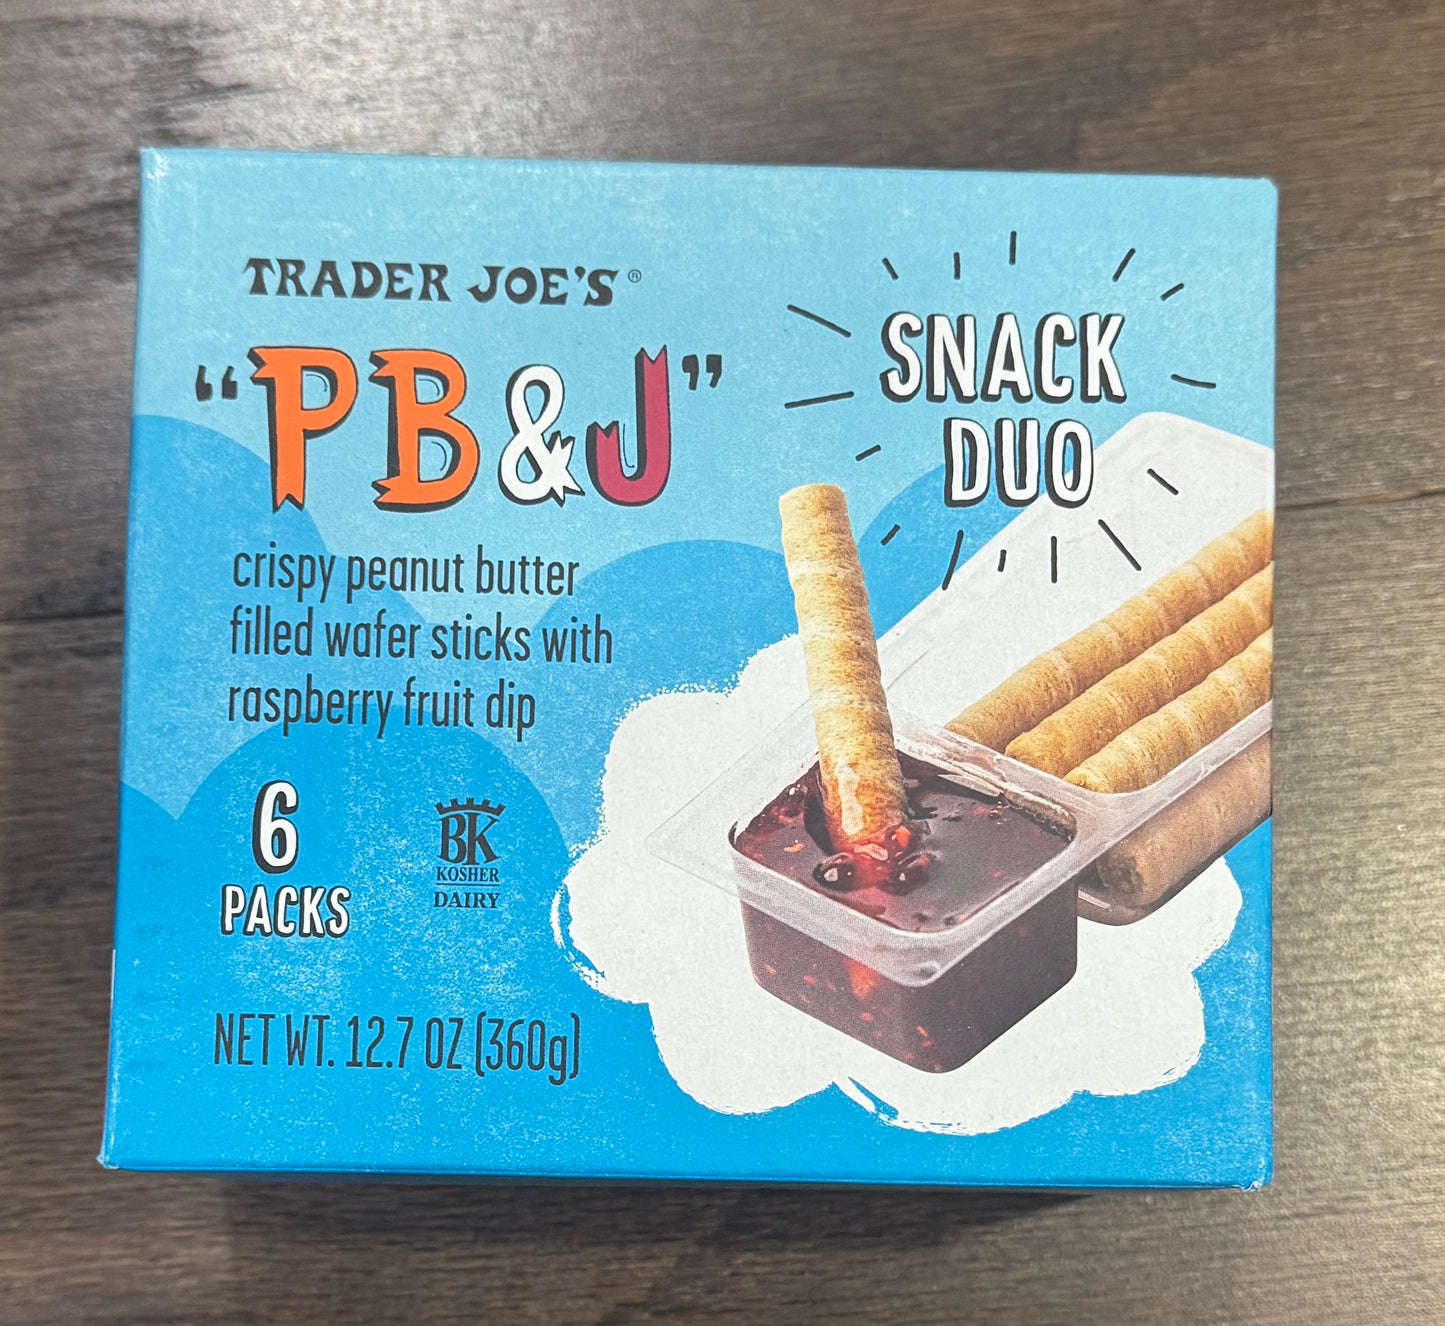 TRADER JOE'S®
“PB&J”
SNACK
DUO
crispy peanut butter
filled wafer sticks with
raspberry fruit dip
6
PACKS
BK
KOSHER
DAIRY
NET WT. 12.7 OZ (360g)